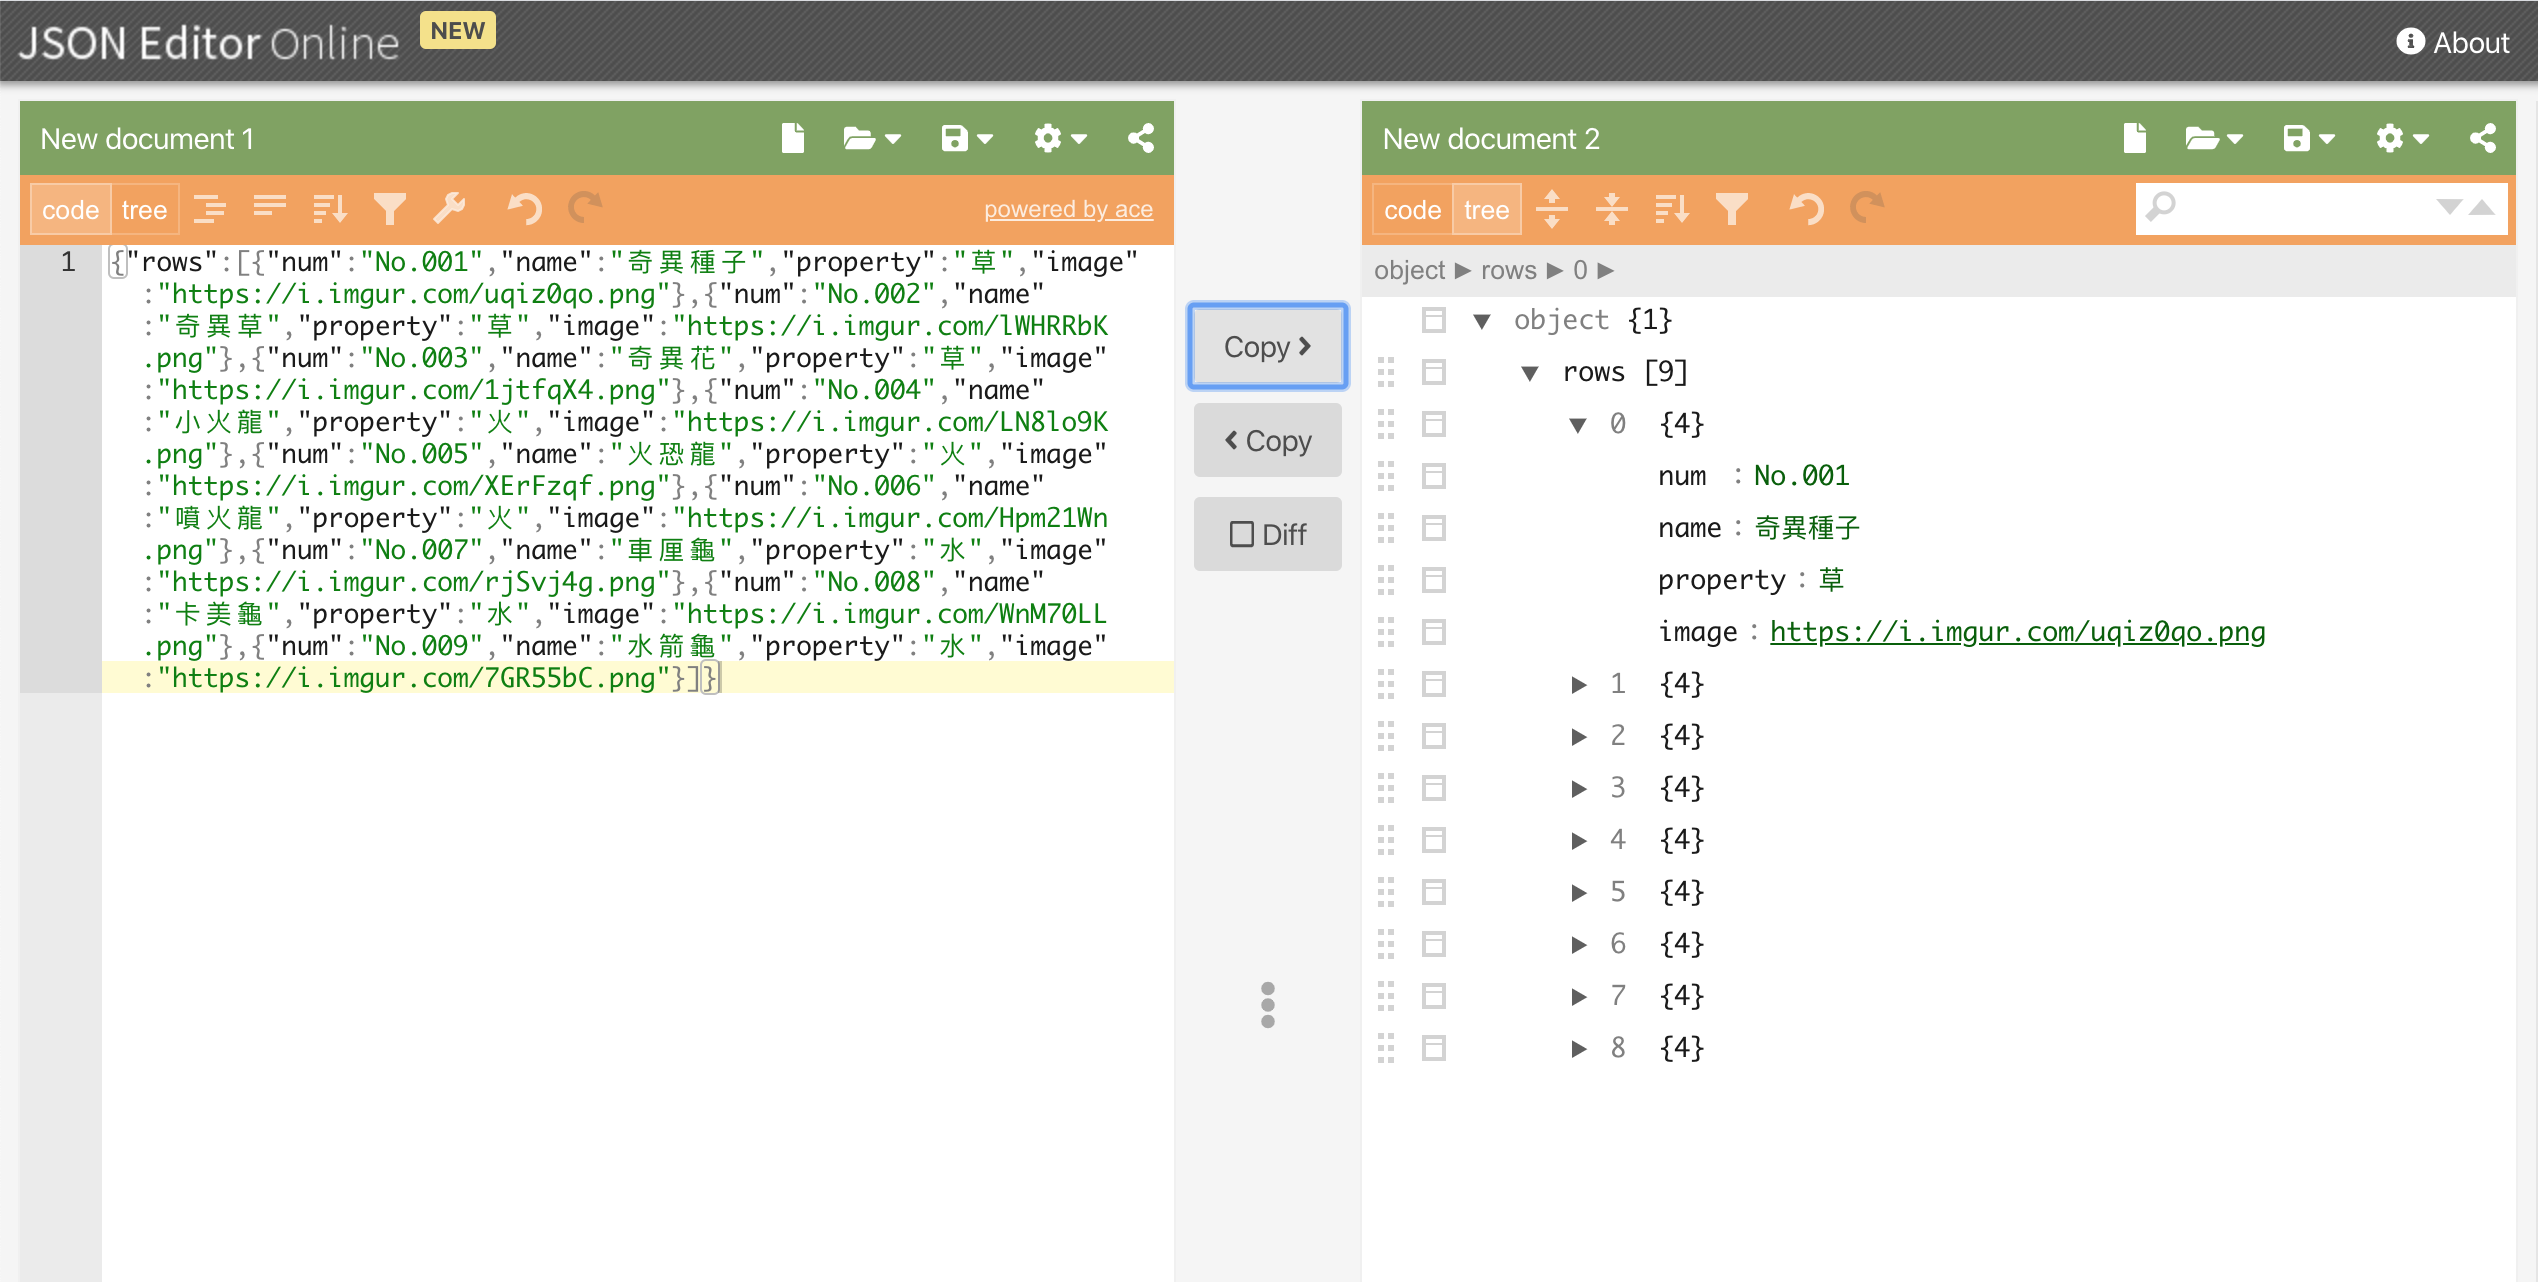 JSON Editor Online NEW
About
New document 1
code tree powered by ace
1 {"rows":[{"num":"No.001","name":"奇異種子","property":"草","image"
:"https://i.imgur.com/uqiz0qo.png"},{"num":"No.002","name"
:"奇異草","property":"草","image":"https://i.imgur.com/lWHRRbK
.png"},{"num":"No.003","name":"奇異花","property":"草","image"
:"https://i.imgur.com/1jtfqX4.png"},{"num":"No.004","name"
:"小火龍","property":"火","image":"https://i.imgur.com/LN8lo9K
.png"},{"num":"No.005","name":"火恐龍","property":"火","image"
:"https://i.imgur.com/XErFzqf.png"},{"num":"No.006","name"
:"噴火龍","property":"火","image":"https://i.imgur.com/Hpm21Wn
.png"},{"num":"No.007","name":"車厘龜","property":"水","image"
:"https://i.imgur.com/rjSvj4g.png"},{"num":"No.008","name"
:"卡美龜","property":"水","image":"https://i.imgur.com/WnM70LL
.png"},{"num":"No.009","name":"水箭龜","property":"水","image"
:"https://i.imgur.com/7GR55bC.png"}]}
Copy
Copy
Diff
New document 2
code tree
object ▶ rows ▶ 0 ▶
object {1}
rows [9]
0 {4}
num : No.001
name : 奇異種子
property : 草
image : https://i.imgur.com/uqiz0qo.png
1 {4}
2 {4}
3 {4}
4 {4}
5 {4}
6 {4}
7 {4}
8 {4}